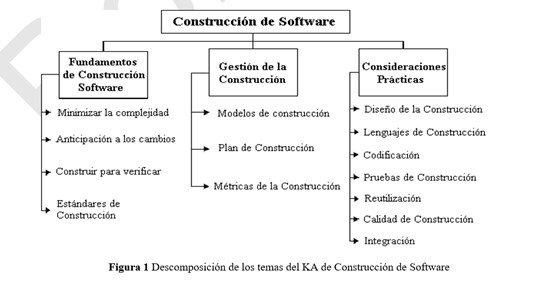 Construcción de Software
Fundamentos
de Construcción
Software
Minimizar la complejidad
Anticipación a los cambios
Construir para verificar
Estándares de
Construcción
Gestión de la
Construcción
Modelos de construcción
Plan de Construcción
Métricas de la Construcción
Consideraciones
Prácticas
Diseño de la Construcción
Lenguajes de Construcción
Codificación
Pruebas de Construcción
Reutilización
Calidad de Construcción
Integración
Figura 1 Descomposición de los temas del KA de Construcción de Software